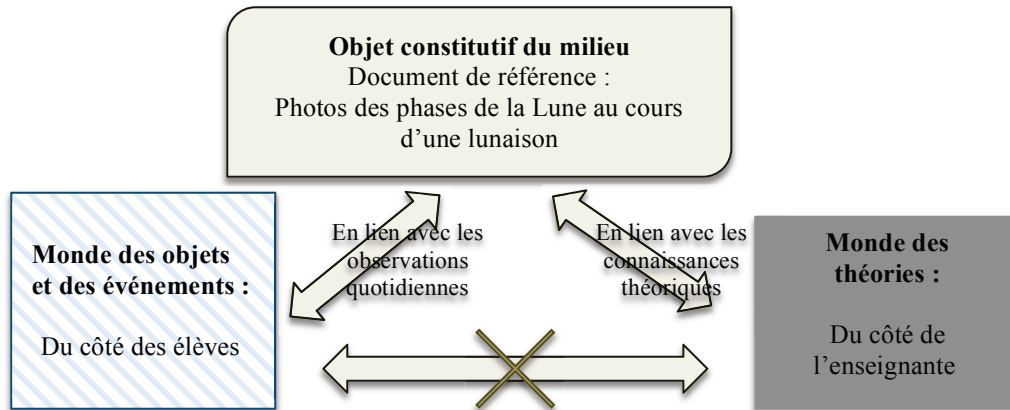 Objet constitutif du milieu
Document de référence :
Photos des phases de la Lune au cours
d’une lunaison
En lien avec les
observations
quotidiennes
En lien avec les
connaissances
théoriques
Monde des objets
et des événements :
Du côté des élèves
Monde des
théories :
Du côté de
l’enseignante